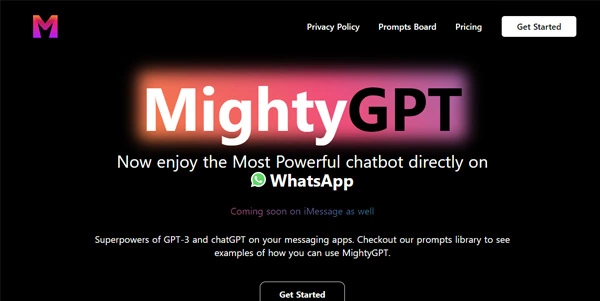 M
Privacy Policy Prompts Board Pricing Get Started
MightyGPT
Now enjoy the Most Powerful chatbot directly on
WhatsApp
Coming soon on iMessage as well
Superpowers of GPT-3 and chatGPT on your messaging apps. Checkout our prompts library to see
examples of how you can use MightyGPT.
Get Started